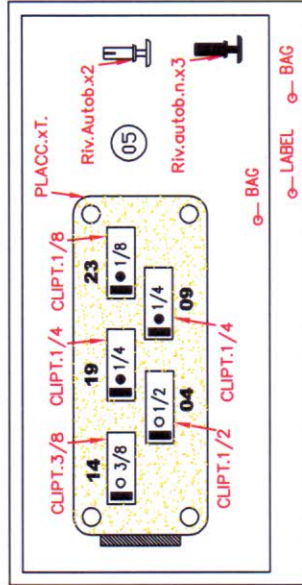 PLACC.xT.
Riv.Autob.x2
05
Riv.autob.n.x3
CLIPT.3/8
CLIPT.1/4
CLIPT.1/8
14
19
23
3/8
1/4
1/8
1/2
1/4
04
09
CLIPT.1/2
CLIPT.1/4
BAG
LABEL
BAG